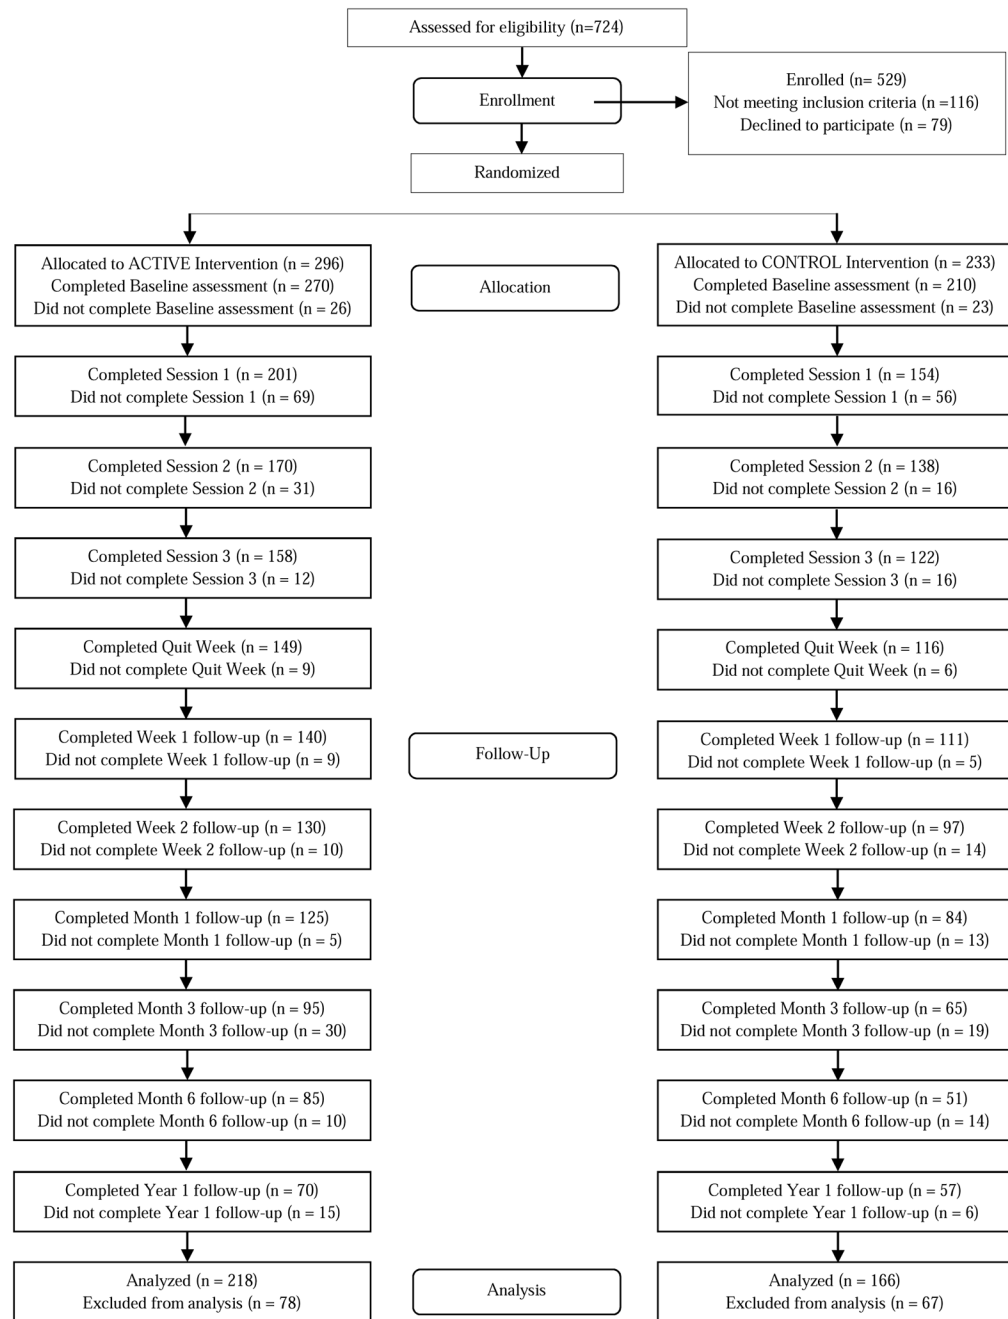 Assessed for eligibility (n=724)
Enrollment
Enrolled (n= 529)
Not meeting inclusion criteria (n =116)
Declined to participate (n = 79)
Randomized
Allocated to ACTIVE Intervention (n = 296)
Completed Baseline assessment (n = 270)
Did not complete Baseline assessment (n = 26)
Allocation
Allocated to CONTROL Intervention (n = 233)
Completed Baseline assessment (n = 210)
Did not complete Baseline assessment (n = 23)
Completed Session 1 (n = 201)
Did not complete Session 1 (n = 69)
Completed Session 1 (n = 154)
Did not complete Session 1 (n = 56)
Completed Session 2 (n = 170)
Did not complete Session 2 (n = 31)
Completed Session 2 (n = 138)
Did not complete Session 2 (n = 16)
Completed Session 3 (n = 158)
Did not complete Session 3 (n = 12)
Completed Session 3 (n = 122)
Did not complete Session 3 (n = 16)
Completed Quit Week (n = 149)
Did not complete Quit Week (n = 9)
Completed Quit Week (n = 116)
Did not complete Quit Week (n = 6)
Completed Week 1 follow-up (n = 140)
Did not complete Week 1 follow-up (n = 9)
Follow-Up
Completed Week 1 follow-up (n = 111)
Did not complete Week 1 follow-up (n = 5)
Completed Week 2 follow-up (n = 130)
Did not complete Week 2 follow-up (n = 10)
Completed Week 2 follow-up (n = 97)
Did not complete Week 2 follow-up (n = 14)
Completed Month 1 follow-up (n = 125)
Did not complete Month 1 follow-up (n = 5)
Completed Month 1 follow-up (n = 84)
Did not complete Month 1 follow-up (n = 13)
Completed Month 3 follow-up (n = 95)
Did not complete Month 3 follow-up (n = 30)
Completed Month 3 follow-up (n = 65)
Did not complete Month 3 follow-up (n = 19)
Completed Month 6 follow-up (n = 85)
Did not complete Month 6 follow-up (n = 10)
Completed Month 6 follow-up (n = 51)
Did not complete Month 6 follow-up (n = 14)
Completed Year 1 follow-up (n = 70)
Did not complete Year 1 follow-up (n = 15)
Completed Year 1 follow-up (n = 57)
Did not complete Year 1 follow-up (n = 6)
Analyzed (n = 218)
Excluded from analysis (n = 78)
Analysis
Analyzed (n = 166)
Excluded from analysis (n = 67)